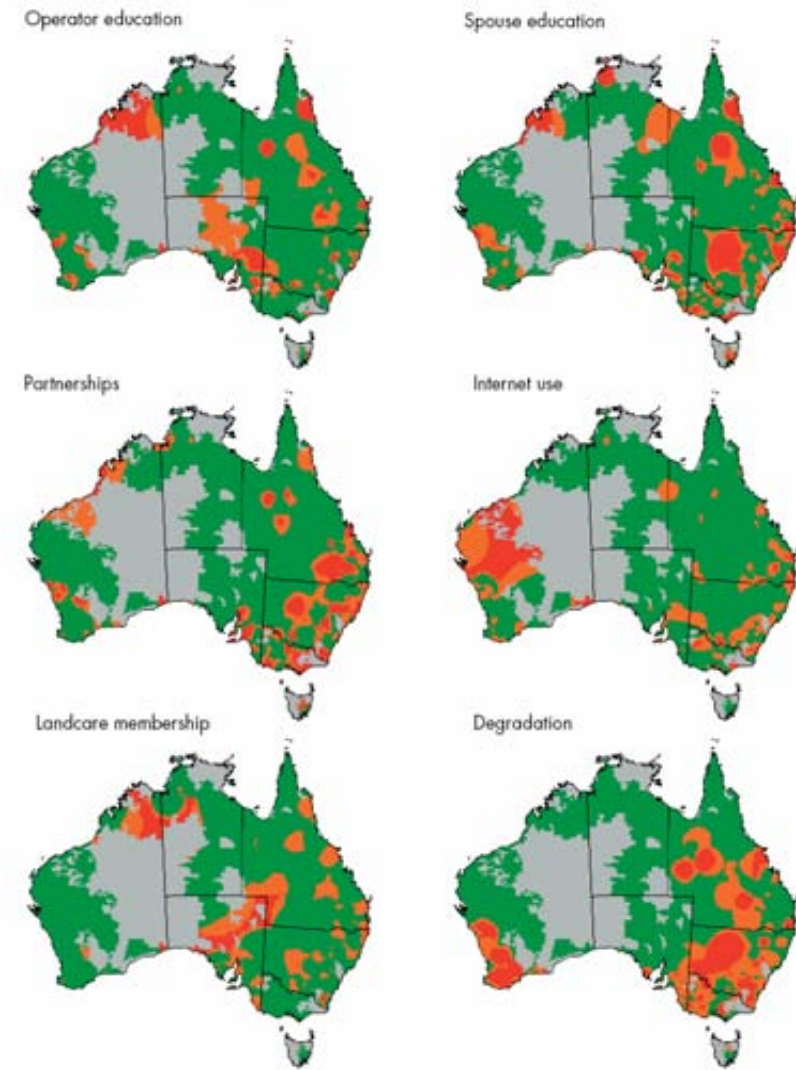 Operator education
Spouse education
Partnerships
Internet use
Landcare membership
Degradation